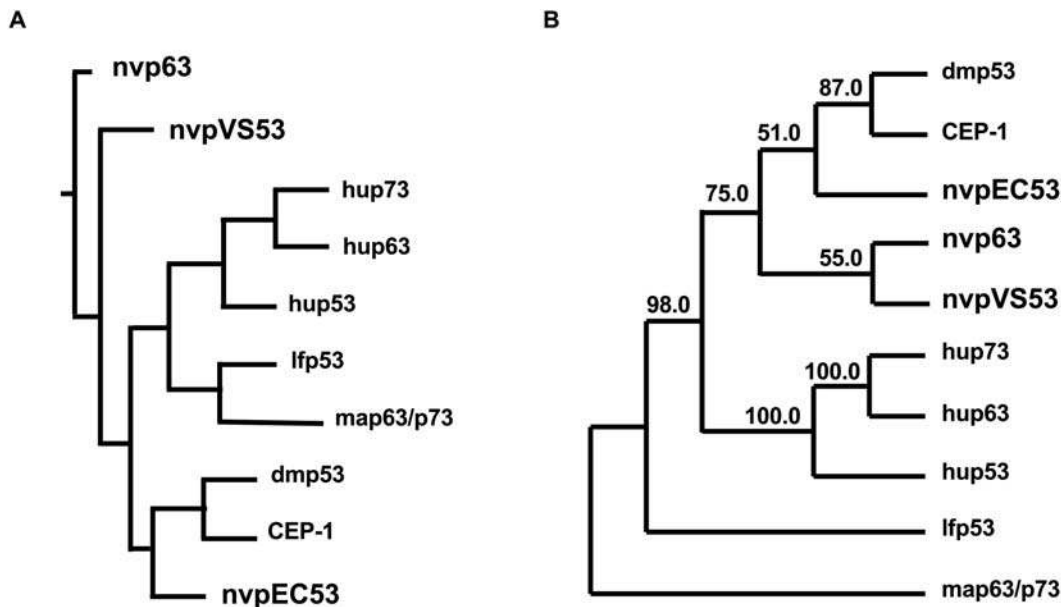 A
nvp63
nvpVS53
hup73
hup63
hup53
lfp53
map63/p73
dmp53
CEP-1
nvpEC53
B
dmp53
87.0
CEP-1
51.0
nvpEC53
75.0
nvp63
55.0
nvpVS53
98.0
hup73
100.0
hup63
100.0
hup53
lfp53
map63/p73